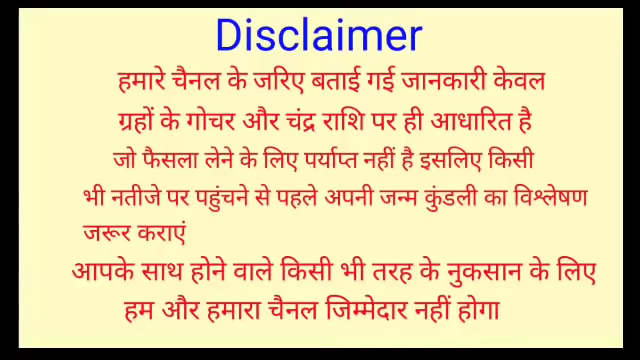 Disclaimer
हमारे चैनल के जरिए बताई गई जानकारी केवल
ग्रहों के गोचर और चंद्र राशि पर ही आधारित है
जो फैसला लेने के लिए पर्याप्त नहीं है इसलिए किसी
भी नतीजे पर पहुंचने से पहले अपनी जन्म कुंडली का विश्लेषण
जरूर कराएं
आपके साथ होने वाले किसी भी तरह के नुकसान के लिए
हम और हमारा चैनल जिम्मेदार नहीं होगा